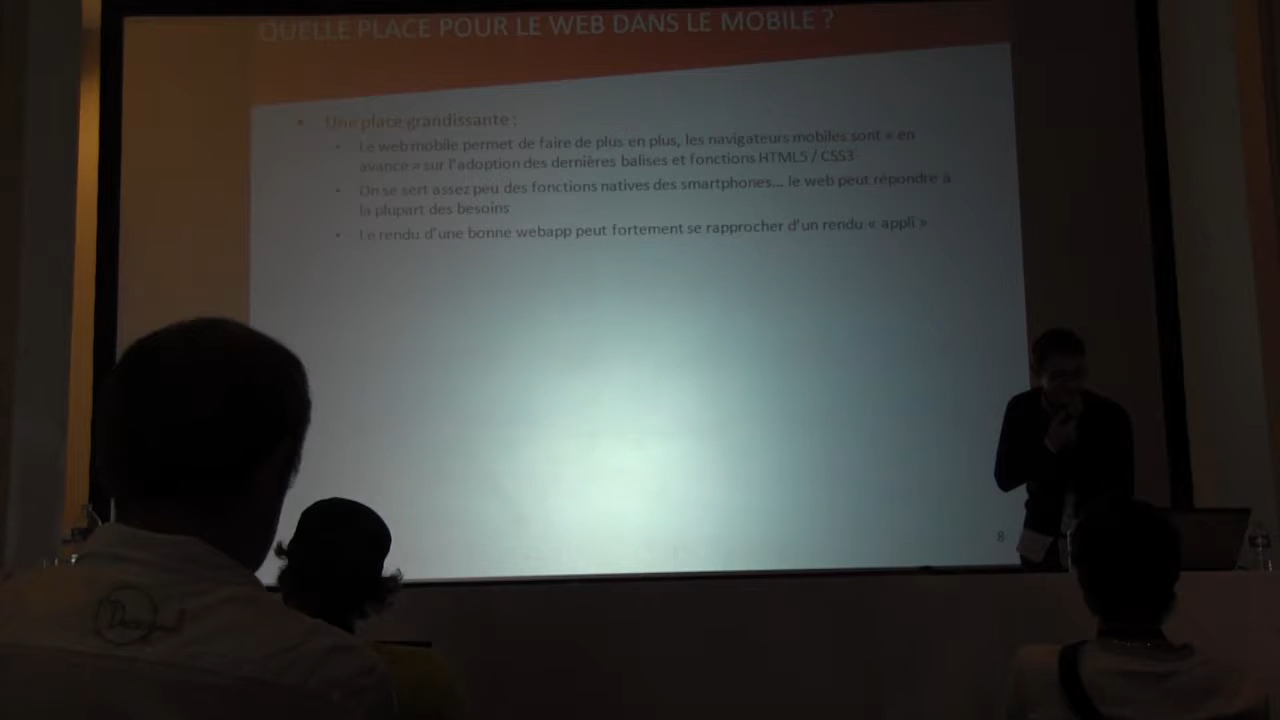 QUELLE PLACE POUR LE WEB DANS LE MOBILE ?
• Une place grandissante :
• Le web mobile permet de faire de plus en plus, les navigateurs mobiles sont « en
avance » sur l'adoption des dernières balises et fonctions HTML5 / CSS3
• On se sert assez peu des fonctions natives des smartphones... le web peut répondre à
la plupart des besoins
• Le rendu d'une bonne webapp peut fortement se rapprocher d'un rendu « appli »
8